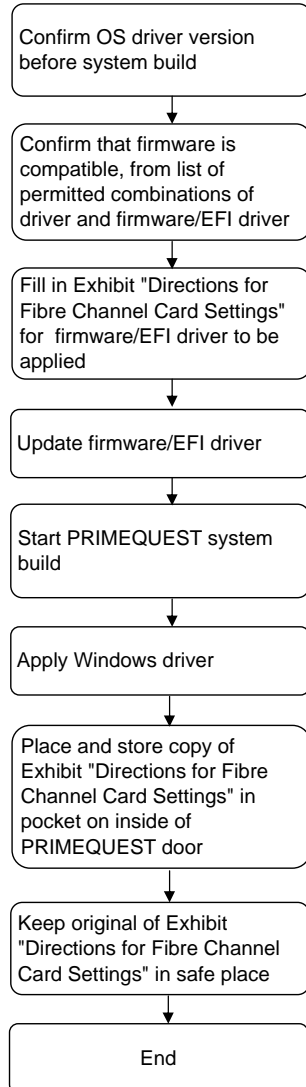 Confirm OS driver version
before system build
Confirm that firmware is
compatible, from list of
permitted combinations of
driver and firmware/EFI driver
Fill in Exhibit "Directions for
Fibre Channel Card Settings"
for firmware/EFI driver to be
applied
Update firmware/EFI driver
Start PRIMEQUEST system
build
Apply Windows driver
Place and store copy of
Exhibit "Directions for Fibre
Channel Card Settings" in
pocket on inside of
PRIMEQUEST door
Keep original of Exhibit
"Directions for Fibre Channel
Card Settings" in safe place
End